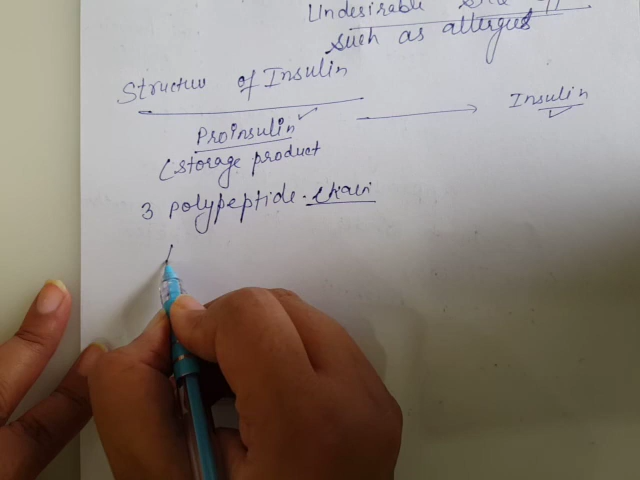 Undesirable
such as allergies
Structure of Insulin
Proinsulin ✓ → Insulin ✓
(storage product
3 polypeptide chain